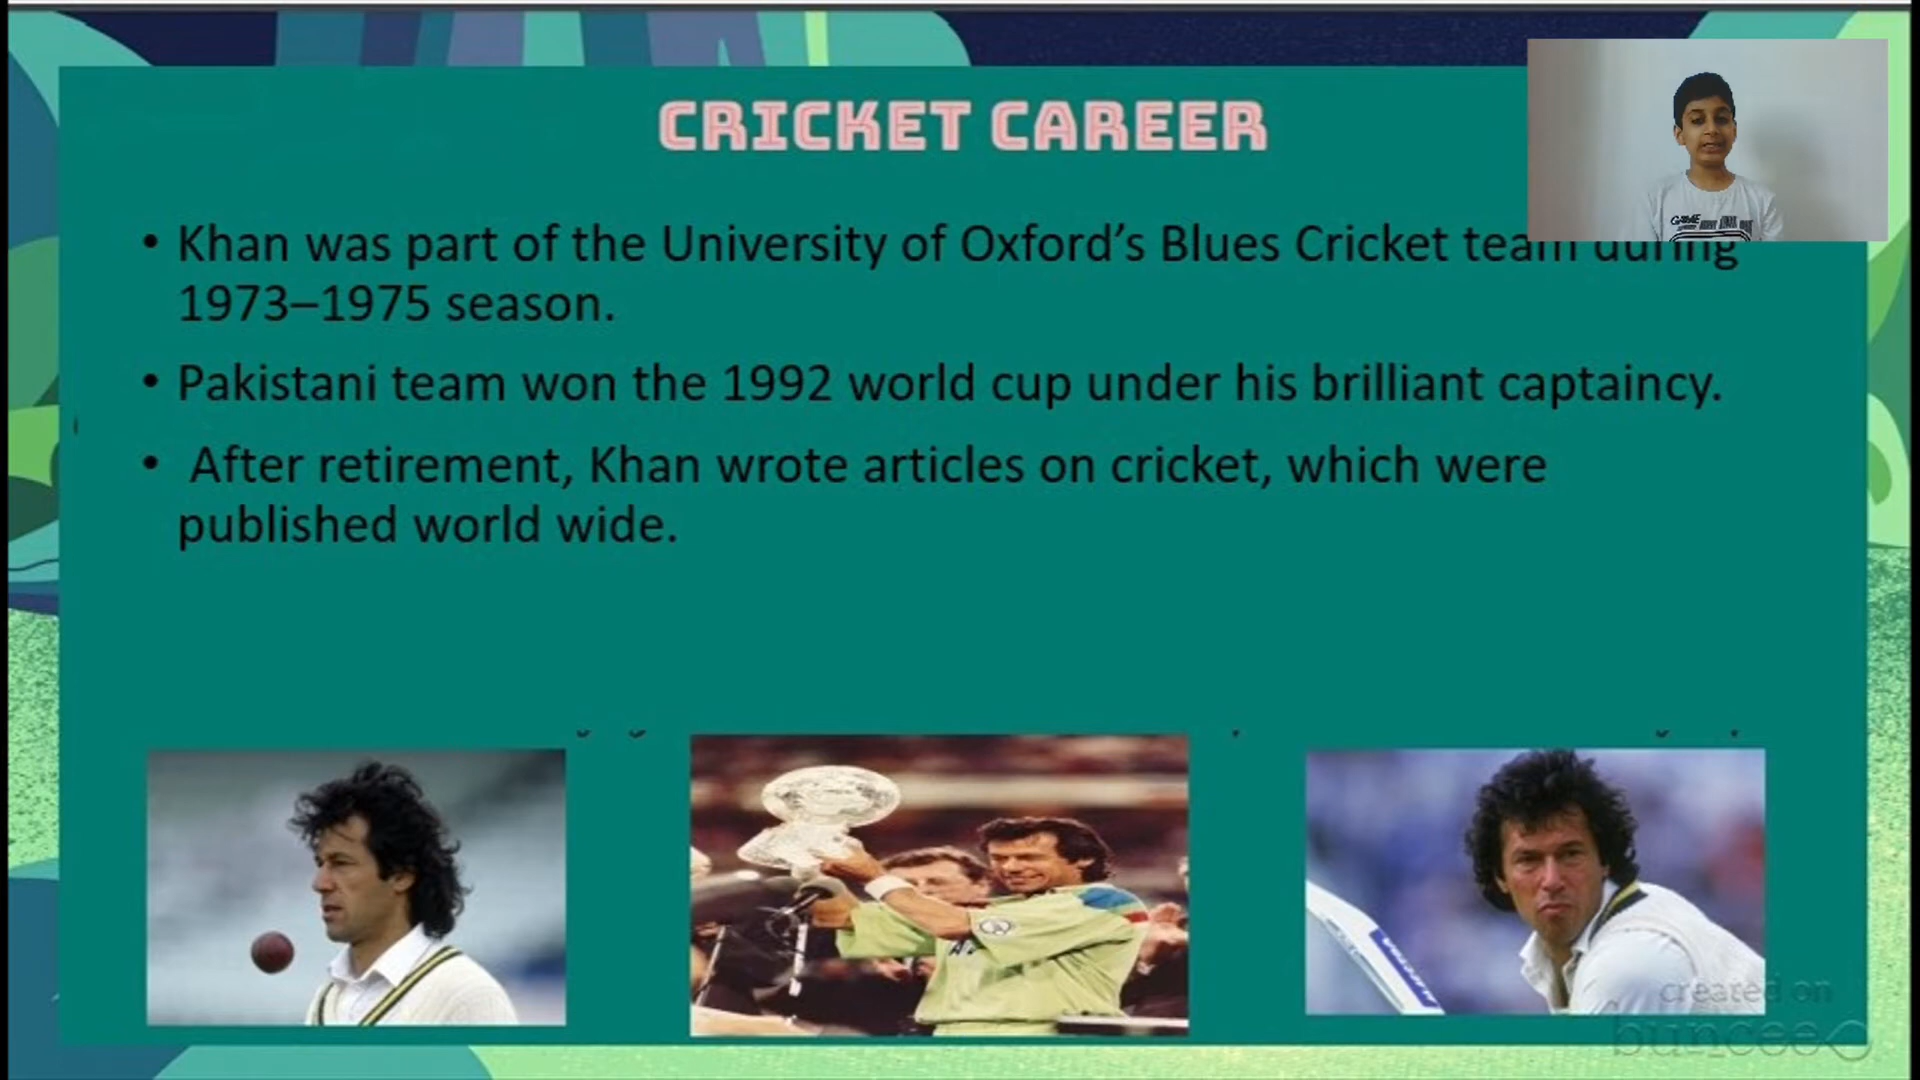 CRICKET CAREER
• Khan was part of the University of Oxford’s Blues Cricket team during
1973–1975 season.
• Pakistani team won the 1992 world cup under his brilliant captaincy.
• After retirement, Khan wrote articles on cricket, which were
published world wide.
GAME
created on
buncee